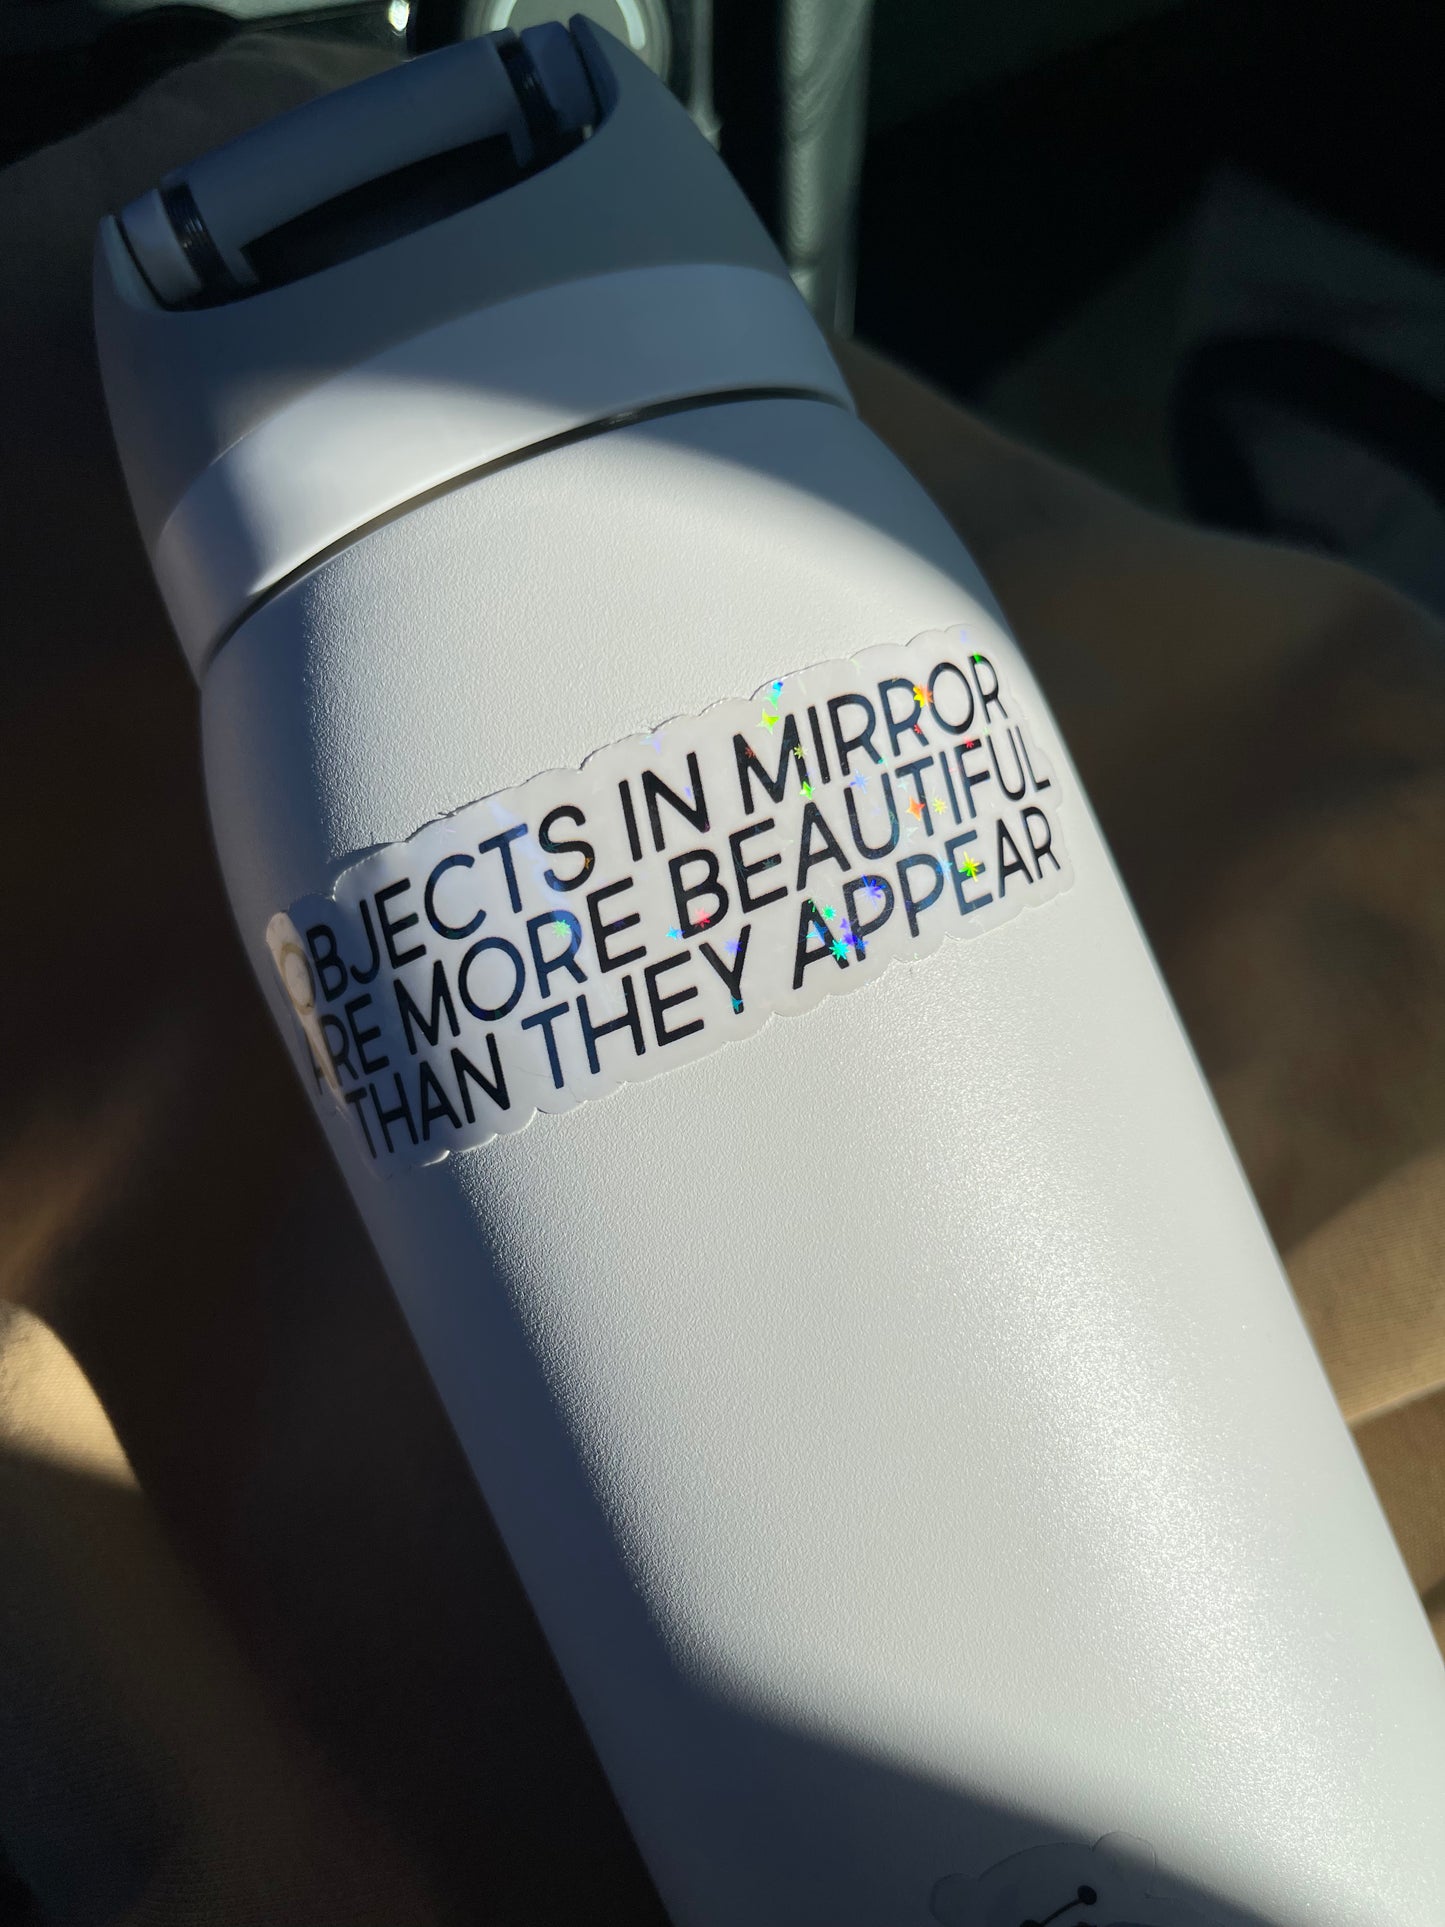 OBJECTS IN MIRROR
ARE MORE BEAUTIFUL
THAN THEY APPEAR